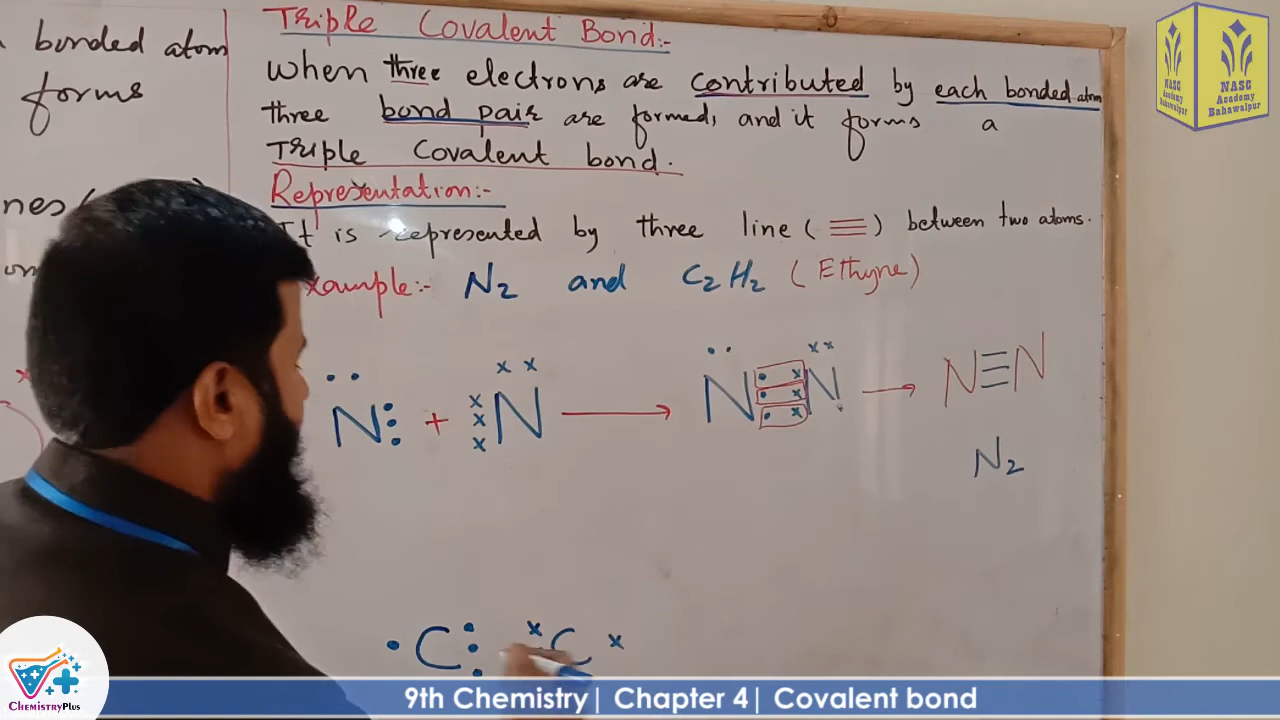 bonded atom
forms
nes(
Triple Covalent Bond:-
When three electrons are contributed by each bonded atom
three bond pair are formed, and it forms a
Triple Covalent bond.
Representation:-
It is represented by three line (≡) between two atoms.
xample:- N2 and C2H2 (Ethyne)
N + N → N N → N≡N
N2
C C
NASC Academy Bahawalpur
NASC Academy Bahawalpur
ChemistryPlus
9th Chemistry| Chapter 4| Covalent bond